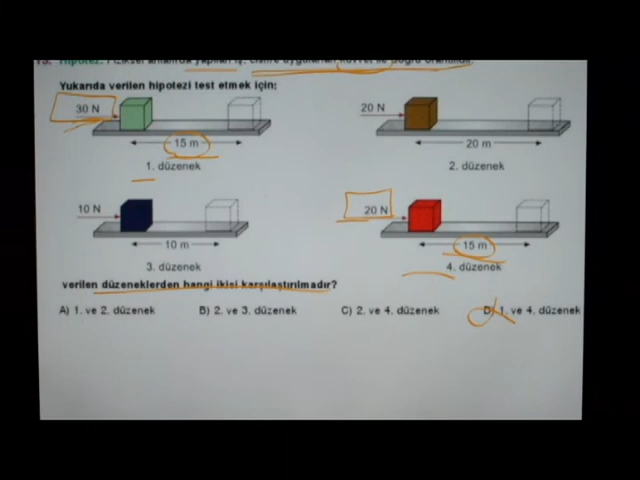 Hipotez: Fiziksel anlamda yapılan iş, cisme uygulanan kuvvet ile doğru orantılıdır.
Yukarıda verilen hipotezi test etmek için;
30 N
15 m
1. düzenek
20 N
20 m
2. düzenek
10 N
10 m
3. düzenek
20 N
15 m
4. düzenek
verilen düzeneklerden hangi ikisi karşılaştırılmalıdır?
A) 1. ve 2. düzenek B) 2. ve 3. düzenek C) 2. ve 4. düzenek D) 1. ve 4. düzenek